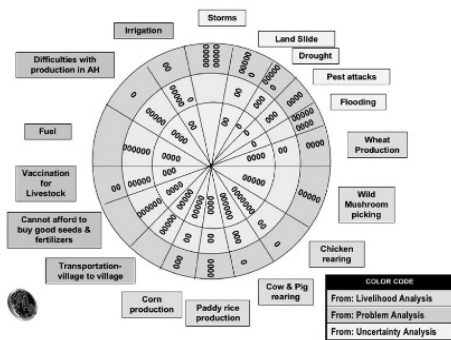 Storms
Irrigation
Land Slide
Difficulties with
production in AH
Drought
Pest attacks
Flooding
Fuel
Wheat
Production
Vaccination
for
Livestock
Wild
Mushroom
picking
Cannot afford to
buy good seeds &
fertilizers
Chicken
rearing
Transportation-
village to village
Cow & Pig
rearing
Corn
production
Paddy rice
production
COLOR CODE
From: Livelihood Analysis
From: Problem Analysis
From: Uncertainty Analysis